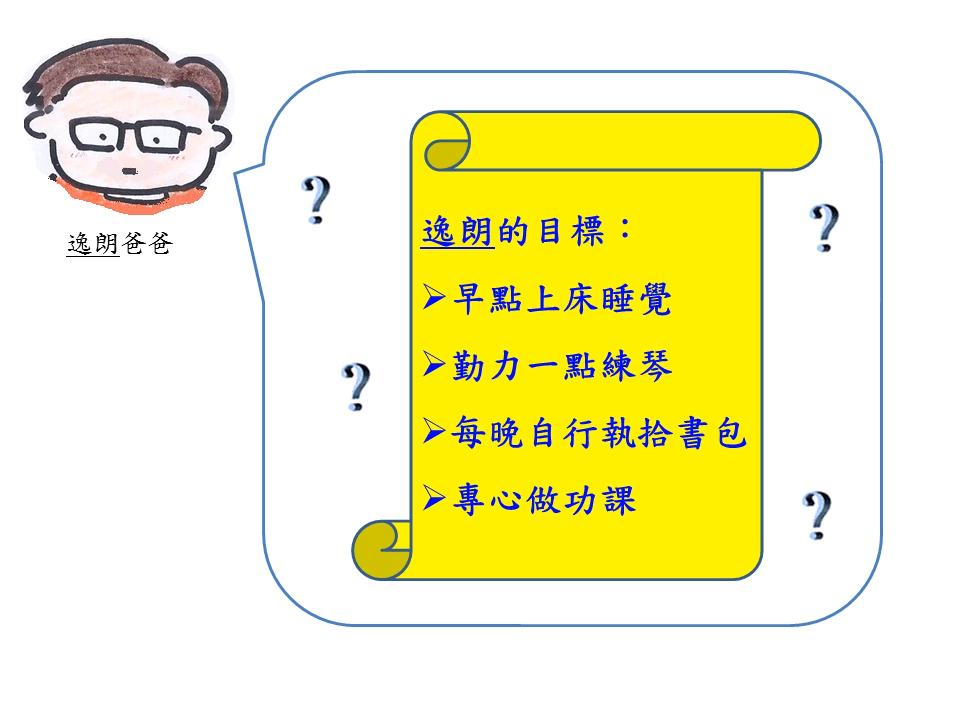 逸朗爸爸
逸朗的目標：
➢早點上床睡覺
➢勤力一點練琴
➢每晚自行執拾書包
➢專心做功課
?
?
?
?